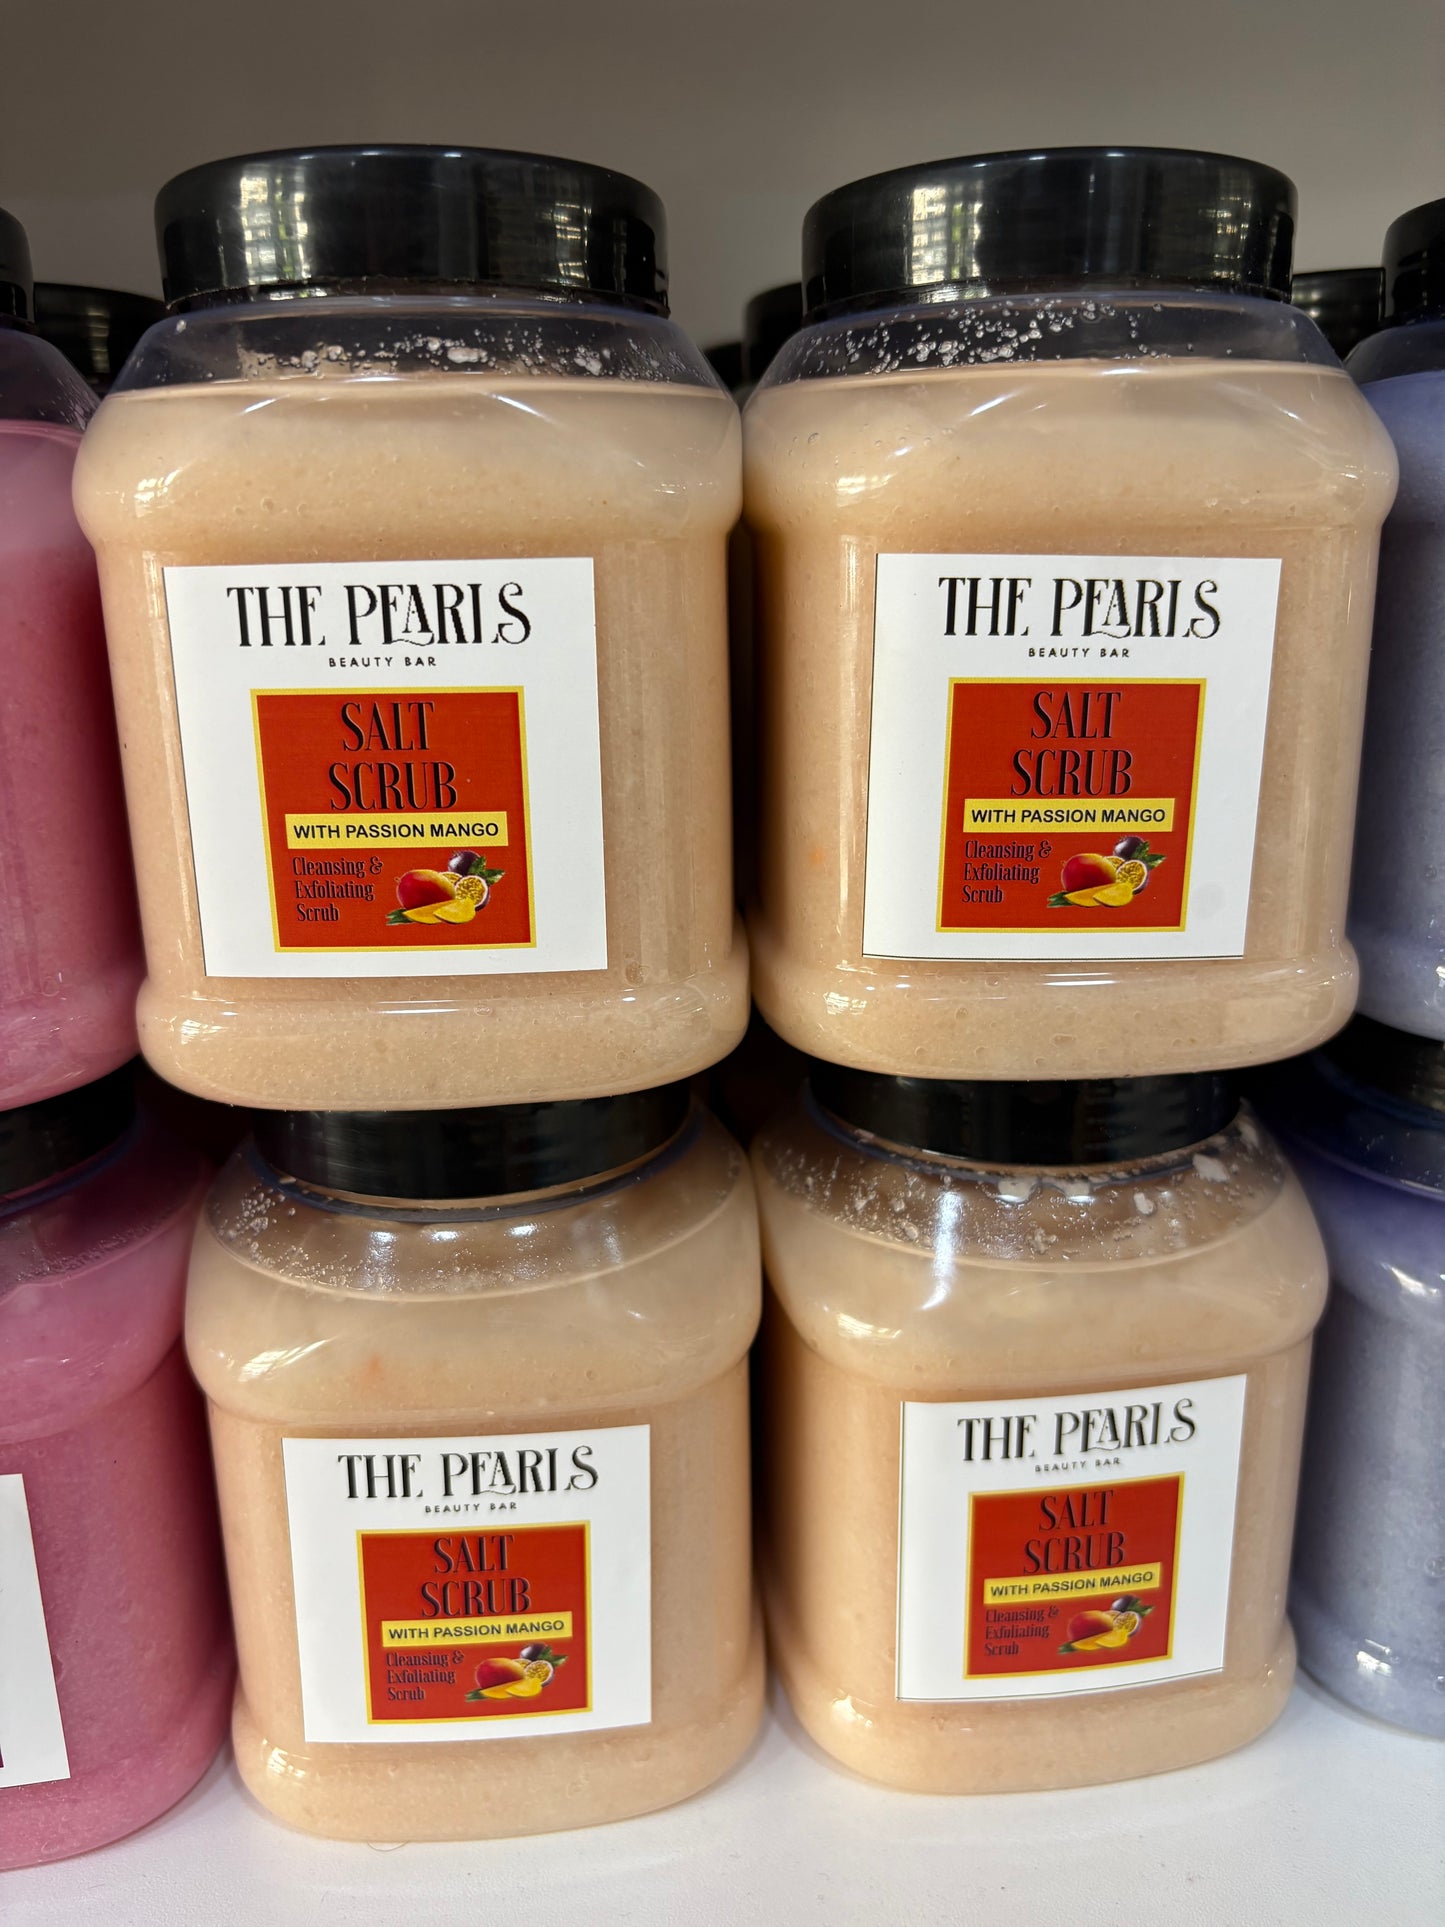 THE PEARLS
BEAUTY BAR
SALT
SCRUB
WITH PASSION MANGO
Cleansing &
Exfoliating
Scrub
THE PEARLS
BEAUTY BAR
SALT
SCRUB
WITH PASSION MANGO
Cleansing &
Exfoliating
Scrub
THE PEARLS
BEAUTY BAR
SALT
SCRUB
WITH PASSION MANGO
Cleansing &
Exfoliating
Scrub
THE PEARLS
BEAUTY BAR
SALT
SCRUB
WITH PASSION MANGO
Cleansing &
Exfoliating
Scrub